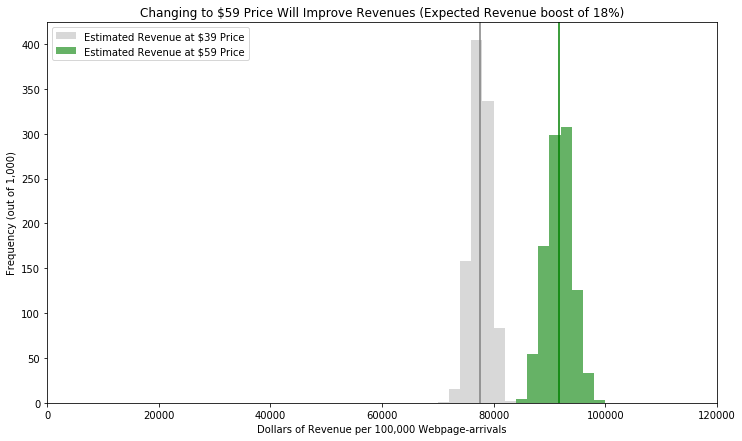 Changing to $59 Price Will Improve Revenues (Expected Revenue boost of 18%)
Estimated Revenue at $39 Price
Estimated Revenue at $59 Price
Frequency (out of 1,000)
400
350
300
250
200
150
100
50
0
0 20000 40000 60000 80000 100000 120000
Dollars of Revenue per 100,000 Webpage-arrivals